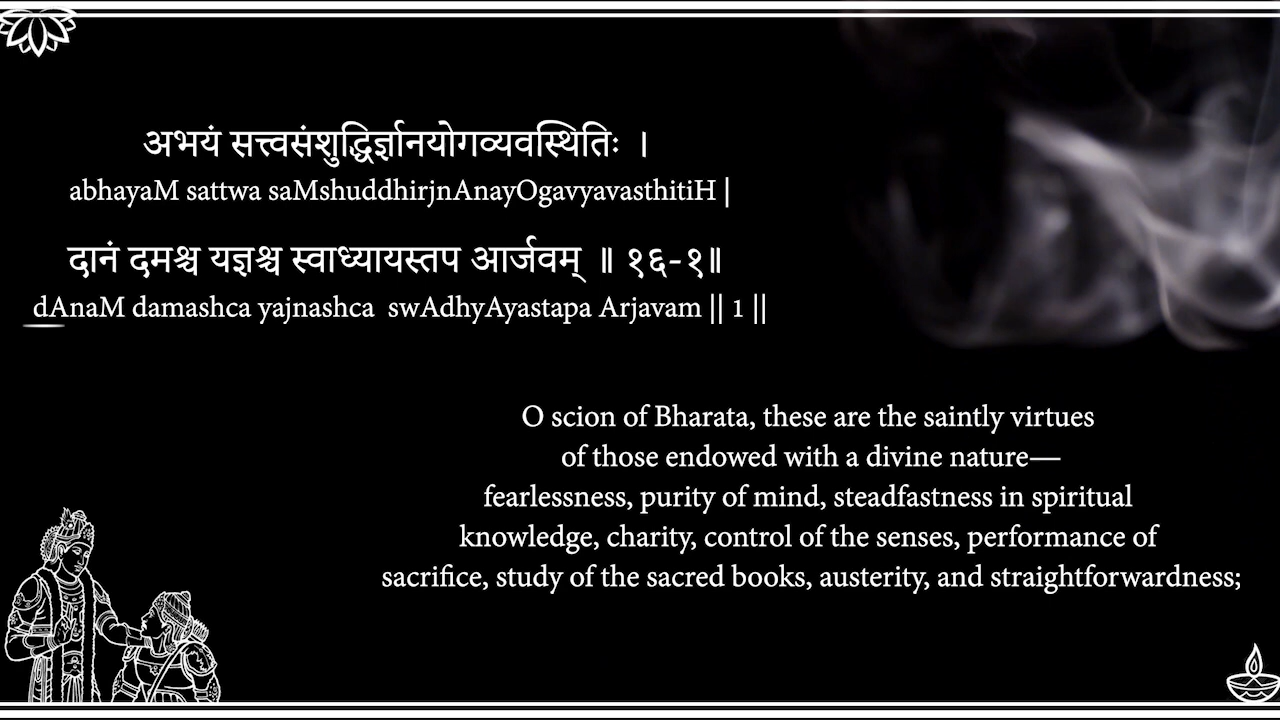 अभयं सत्त्वसंशुद्धिर्ज्ञानयोगव्यवस्थितिः ।
abhayaM sattwa saMshuddhirjnAnayOgavyavasthitiH |
दानं दमश्च यज्ञश्च स्वाध्यायस्तप आर्जवम् ॥ १६-१॥
dAnaM damashca yajnashca swAdhyAyastapa Arjavam || 1 ||
O scion of Bharata, these are the saintly virtues
of those endowed with a divine nature—
fearlessness, purity of mind, steadfastness in spiritual
knowledge, charity, control of the senses, performance of
sacrifice, study of the sacred books, austerity, and straightforwardness;